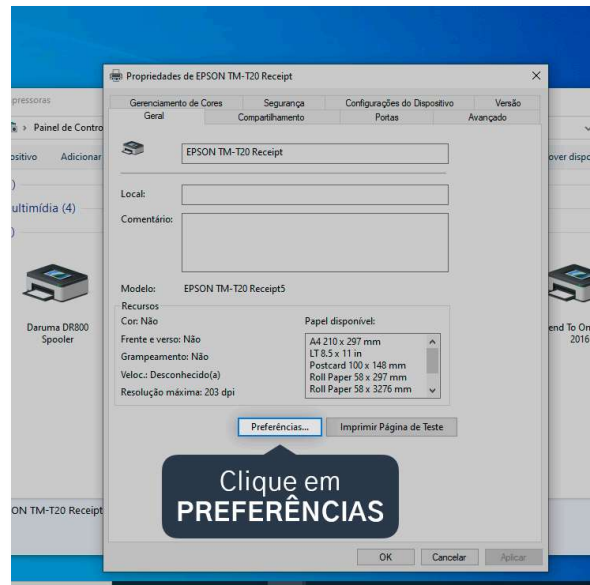 Propriedades de EPSON TM-T20 Receipt
pressoras
Gerenciamento de Cores Segurança Configurações do Dispositivo Versão
Geral Compartilhamento Portas Avançado
> Painel de Contro
ositivo Adicionar
over dispo
EPSON TM-T20 Receipt
)
ultimídia (4)
)
Local:
Comentário:
Modelo: EPSON TM-T20 Receipt5
Recursos
Cor: Não Papel disponível:
Frente e verso: Não
Grampeamento: Não
Veloc.: Desconhecido(a)
Resolução máxima: 203 dpi
A4 210 x 297 mm
LT 8.5 x 11 in
Postcard 100 x 148 mm
Roll Paper 58 x 297 mm
Roll Paper 58 x 3276 mm
Daruma DR800
Spooler
end To On
2016
Preferências... Imprimir Página de Teste
Clique em
PREFERÊNCIAS
ON TM-T20 Receipt
OK Cancelar Aplicar